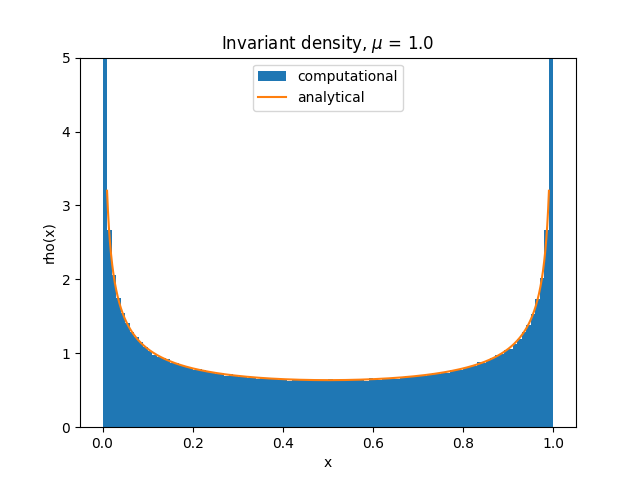 Invariant density, μ = 1.0
computational
analytical
5
4
3
2
1
0
rho(x)
0.0 0.2 0.4 0.6 0.8 1.0
x